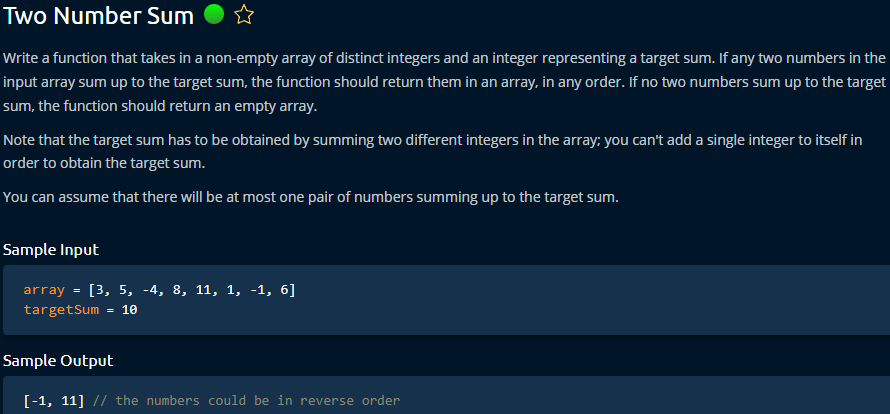 Two Number Sum
Write a function that takes in a non-empty array of distinct integers and an integer representing a target sum. If any two numbers in the
input array sum up to the target sum, the function should return them in an array, in any order. If no two numbers sum up to the target
sum, the function should return an empty array.
Note that the target sum has to be obtained by summing two different integers in the array; you can't add a single integer to itself in
order to obtain the target sum.
You can assume that there will be at most one pair of numbers summing up to the target sum.
Sample Input
array = [3, 5, -4, 8, 11, 1, -1, 6]
targetSum = 10
Sample Output
[-1, 11] // the numbers could be in reverse order